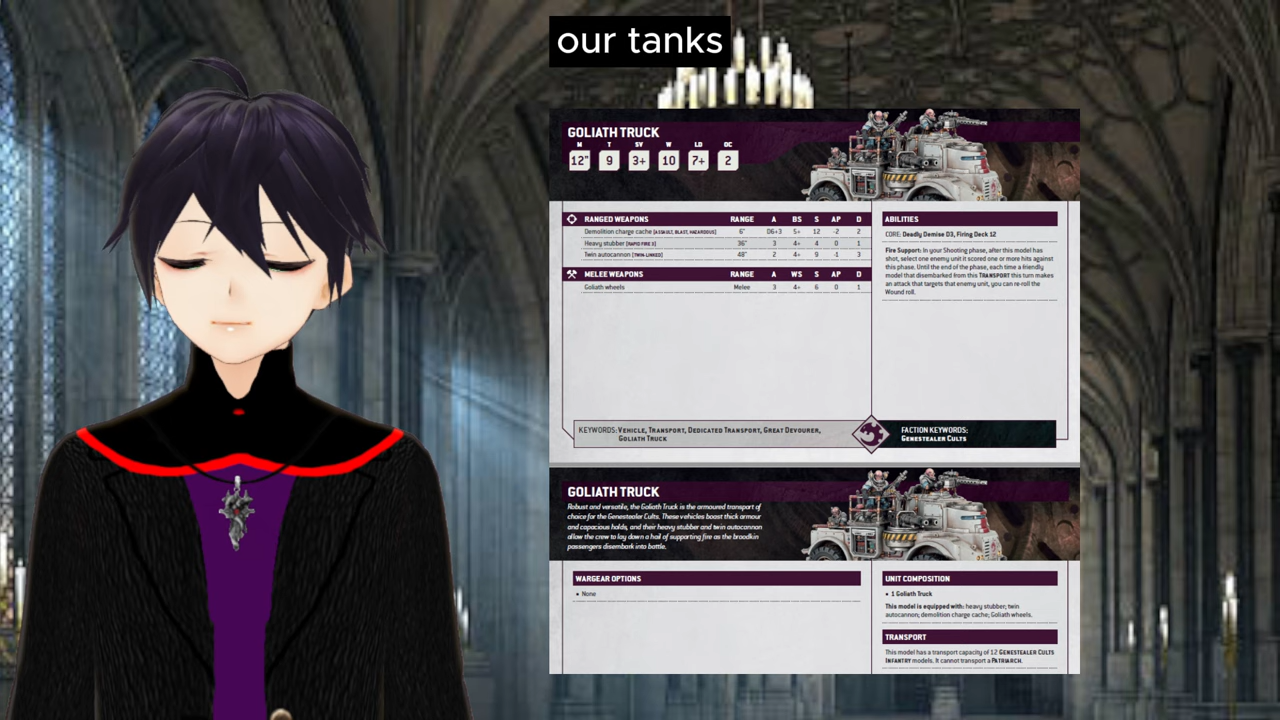 our tanks
GOLIATH TRUCK
M T SV W LD OC
12" 9 3+ 10 7+ 2
RANGED WEAPONS RANGE A BS S AP D
Demolition charge cache [ASSAULT, BLAST, HAZARDOUS] 6" D6+3 5+ 12 -2 2
Heavy stubber [RAPID FIRE 3] 36" 3 4+ 4 0 1
Twin autocannon [TWIN-LINKED] 48" 2 4+ 9 -1 3
MELEE WEAPONS RANGE A WS S AP D
Goliath wheels Melee 3 4+ 6 0 1
ABILITIES
CORE: Deadly Demise D3, Firing Deck 12
Fire Support: In your Shooting phase, after this model has
shot, select one enemy unit it scored one or more hits against
this phase. Until the end of the phase, each time a friendly
model that disembarked from this TRANSPORT this turn makes
an attack that targets that enemy unit, you can re-roll the
Wound roll.
KEYWORDS: VEHICLE, TRANSPORT, DEDICATED TRANSPORT, GREAT DEVOURER,
GOLIATH TRUCK
FACTION KEYWORDS:
GENESTEALER CULTS
GOLIATH TRUCK
Robust and versatile, the Goliath Truck is the armoured transport of
choice for the Genestealer Cults. These vehicles boast thick armour
and capacious holds, and their heavy stubber and twin autocannon
allow the crew to lay down a hail of supporting fire as the broodkin
passengers disembark into battle.
WARGEAR OPTIONS
▪ None
UNIT COMPOSITION
▪ 1 Goliath Truck
This model is equipped with: heavy stubber; twin
autocannon; demolition charge cache; Goliath wheels.
TRANSPORT
This model has a transport capacity of 12 GENESTEALER CULTS
INFANTRY models. It cannot transport a PATRIARCH.